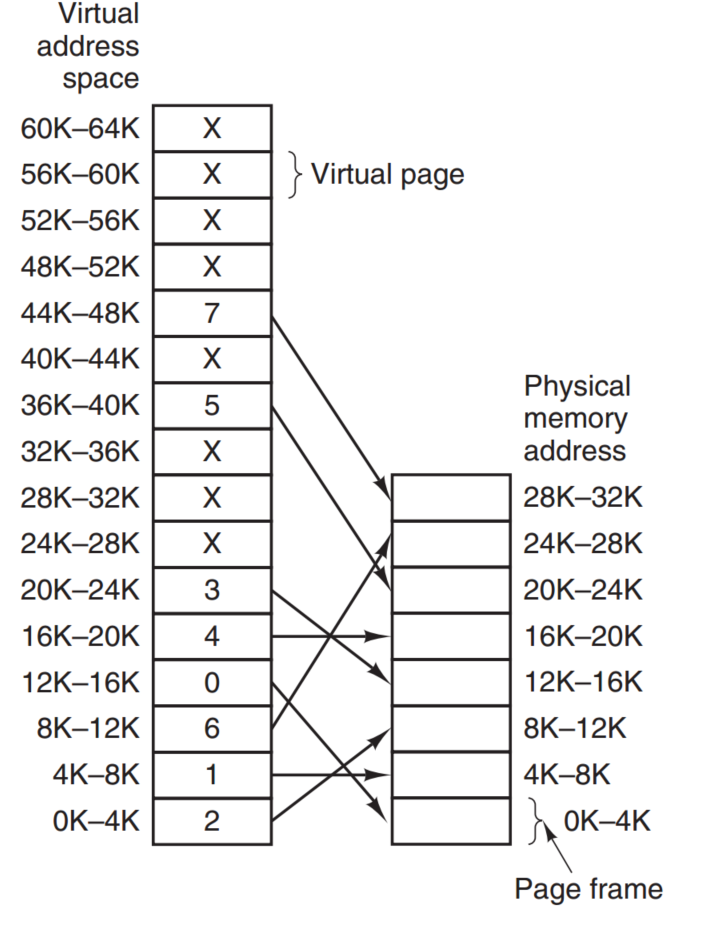 Virtual
address
space
60K–64K X
56K–60K X Virtual page
52K–56K X
48K–52K X
44K–48K 7
40K–44K X
36K–40K 5
32K–36K X
28K–32K X
24K–28K X
20K–24K 3
16K–20K 4
12K–16K 0
8K–12K 6
4K–8K 1
0K–4K 2
Physical
memory
address
28K–32K
24K–28K
20K–24K
16K–20K
12K–16K
8K–12K
4K–8K
0K–4K
Page frame